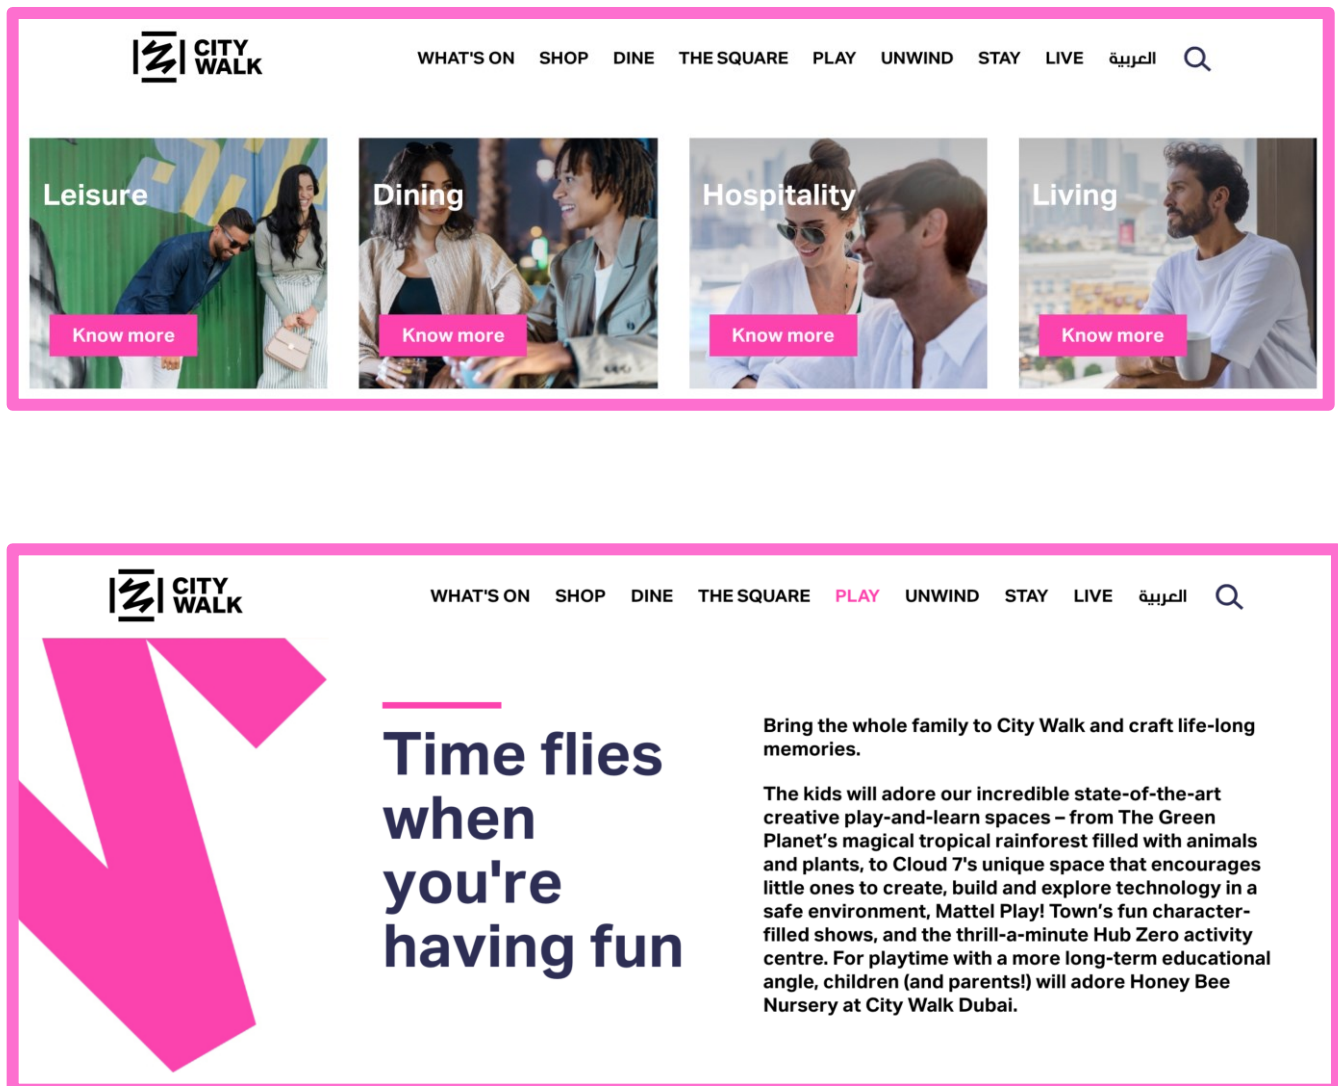 CITY
WALK
WHAT'S ON SHOP DINE THE SQUARE PLAY UNWIND STAY LIVE العربية
Leisure Dining Hospitality Living
Know more Know more Know more Know more
CITY
WALK
WHAT'S ON SHOP DINE THE SQUARE PLAY UNWIND STAY LIVE العربية
Time flies
when
you're
having fun
Bring the whole family to City Walk and craft life-long
memories.
The kids will adore our incredible state-of-the-art
creative play-and-learn spaces – from The Green
Planet’s magical tropical rainforest filled with animals
and plants, to Cloud 7's unique space that encourages
little ones to create, build and explore technology in a
safe environment, Mattel Play! Town’s fun character-
filled shows, and the thrill-a-minute Hub Zero activity
centre. For playtime with a more long-term educational
angle, children (and parents!) will adore Honey Bee
Nursery at City Walk Dubai.